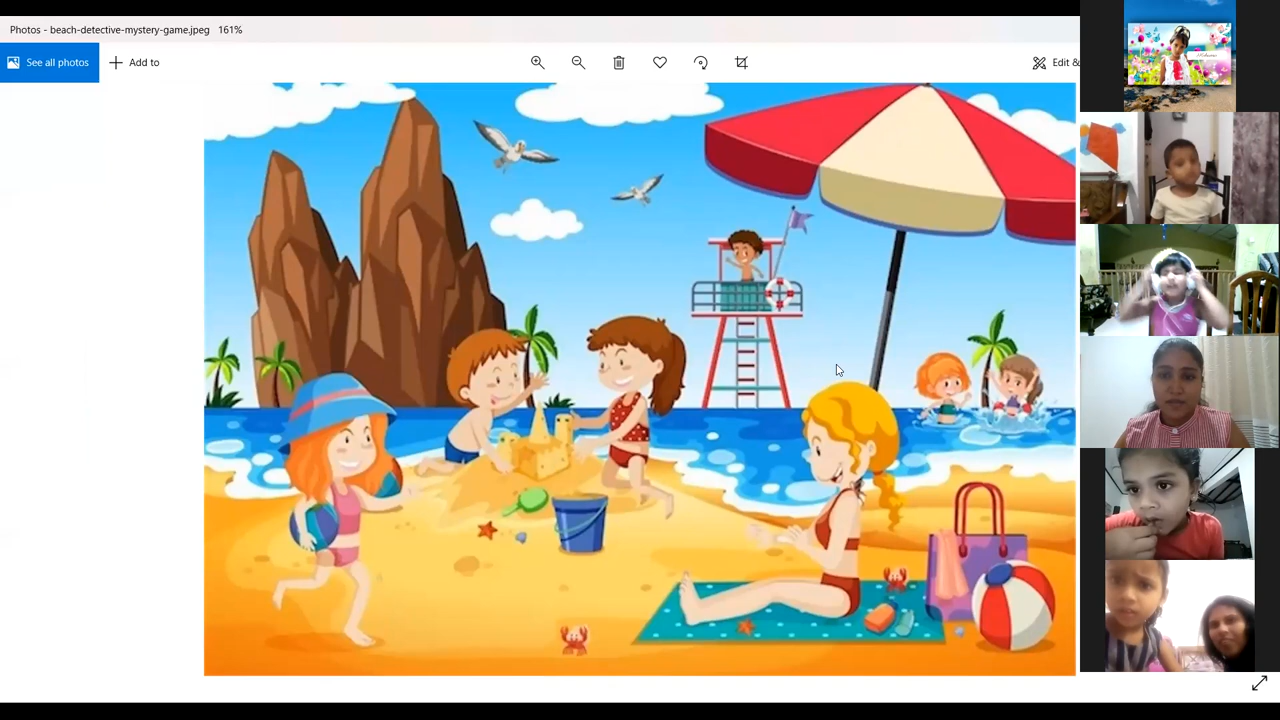 Photos - beach-detective-mystery-game.jpeg 161%
See all photos
Add to
Edit &